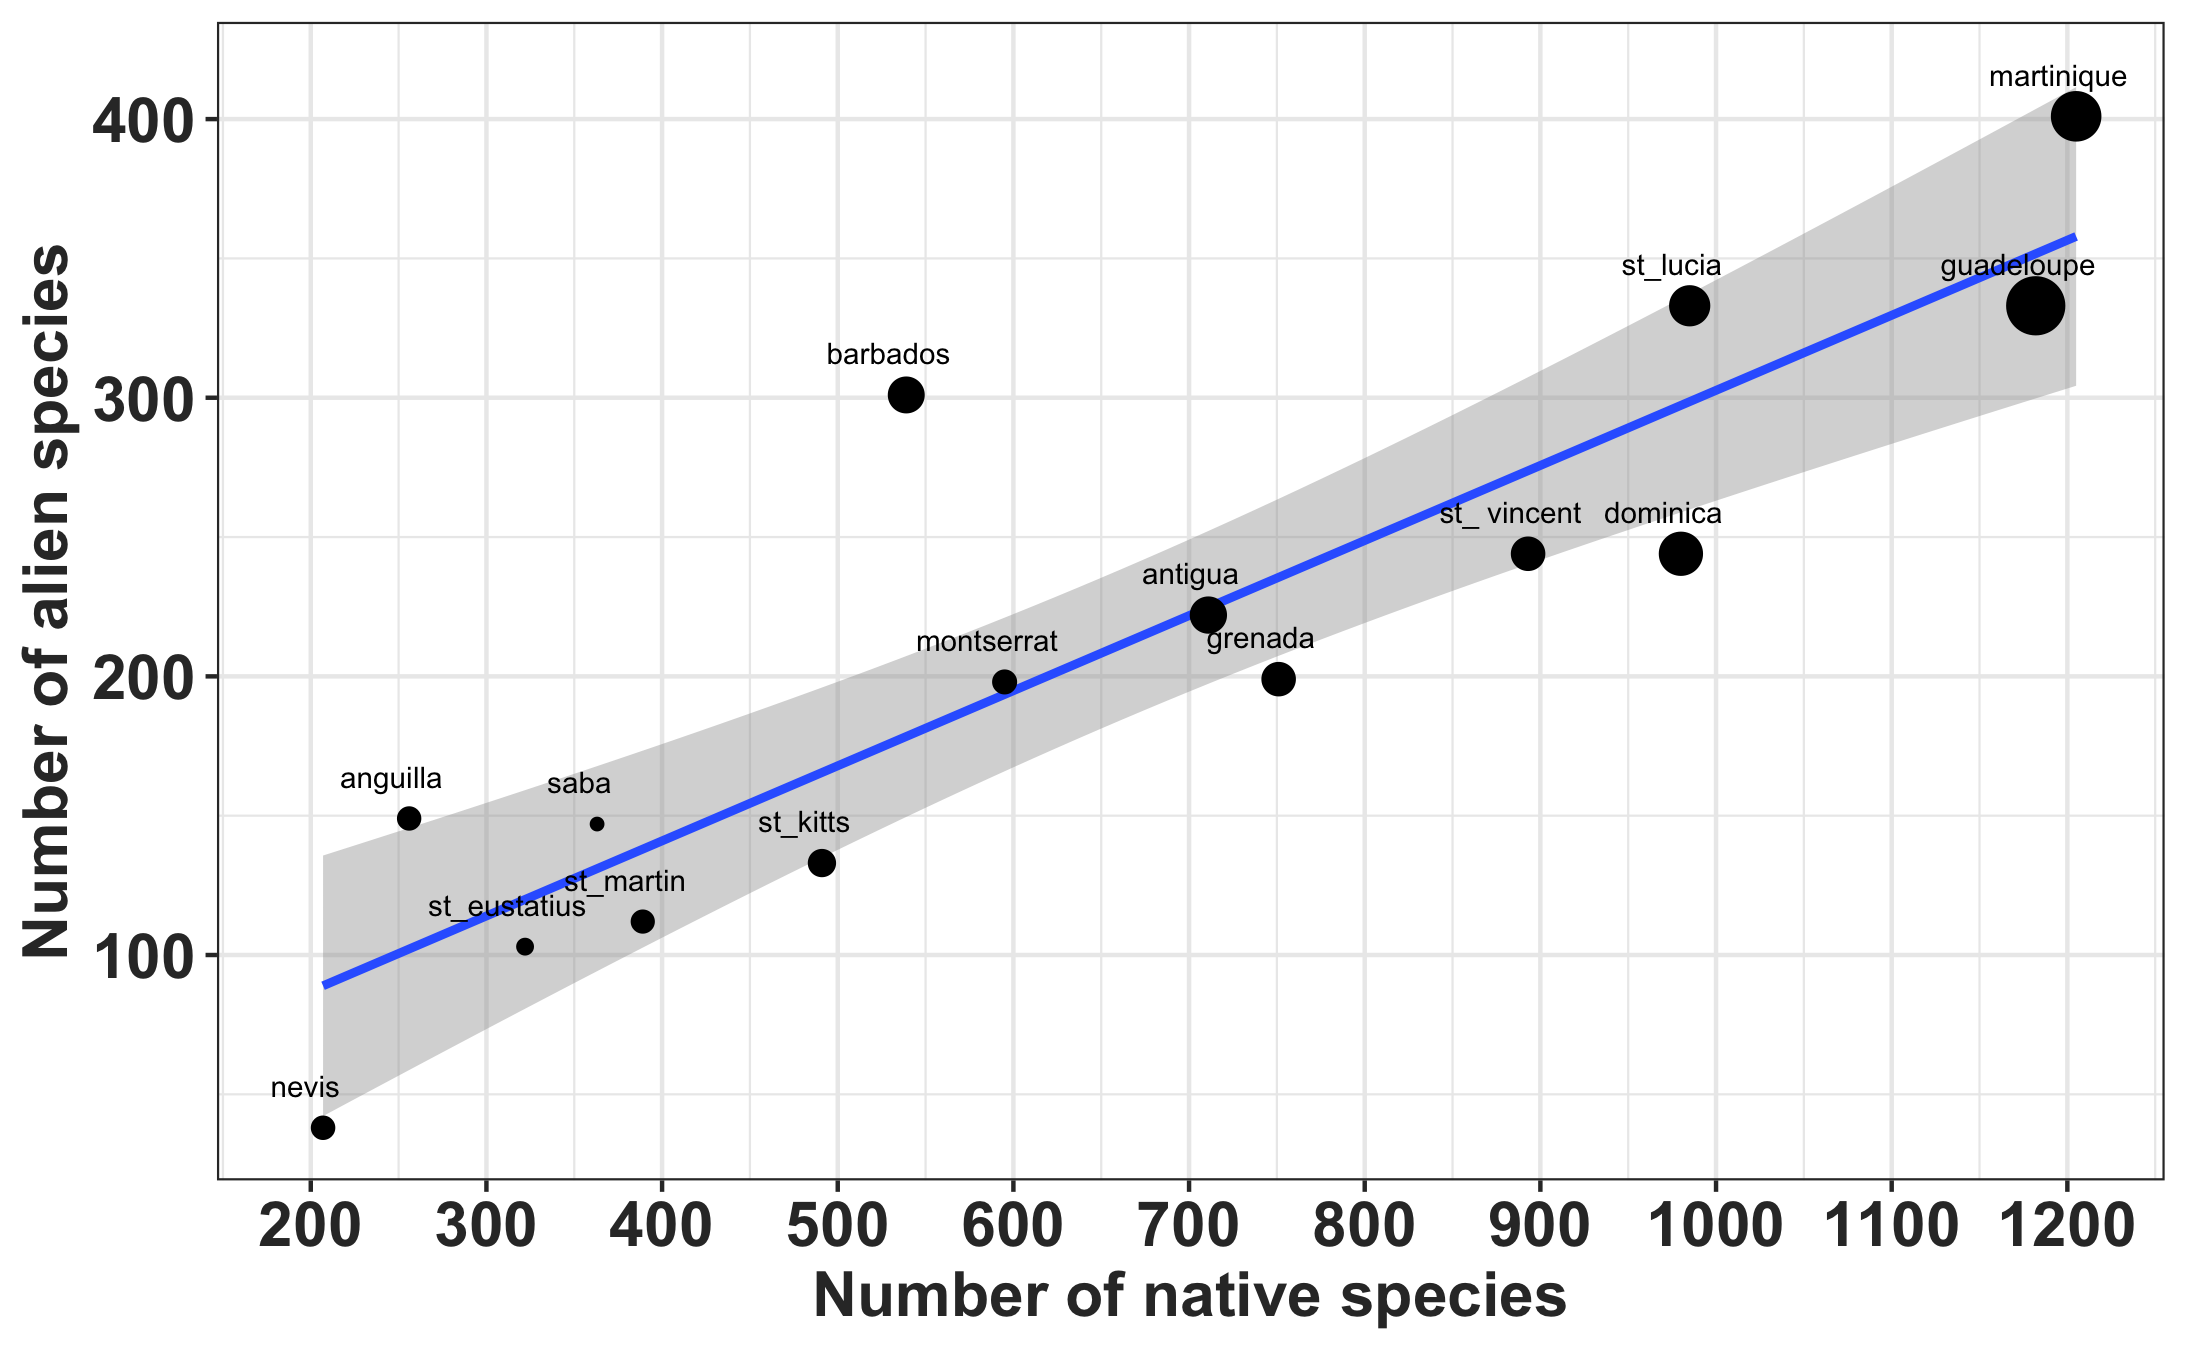 martinique
400
st_lucia
guadeloupe
barbados
300
st_ vincent
dominica
antigua
grenada
montserrat
200
anguilla
saba
st_kitts
st_martin
st_eustatius
100
nevis
Number of alien species
200 300 400 500 600 700 800 900 1000 1100 1200
Number of native species